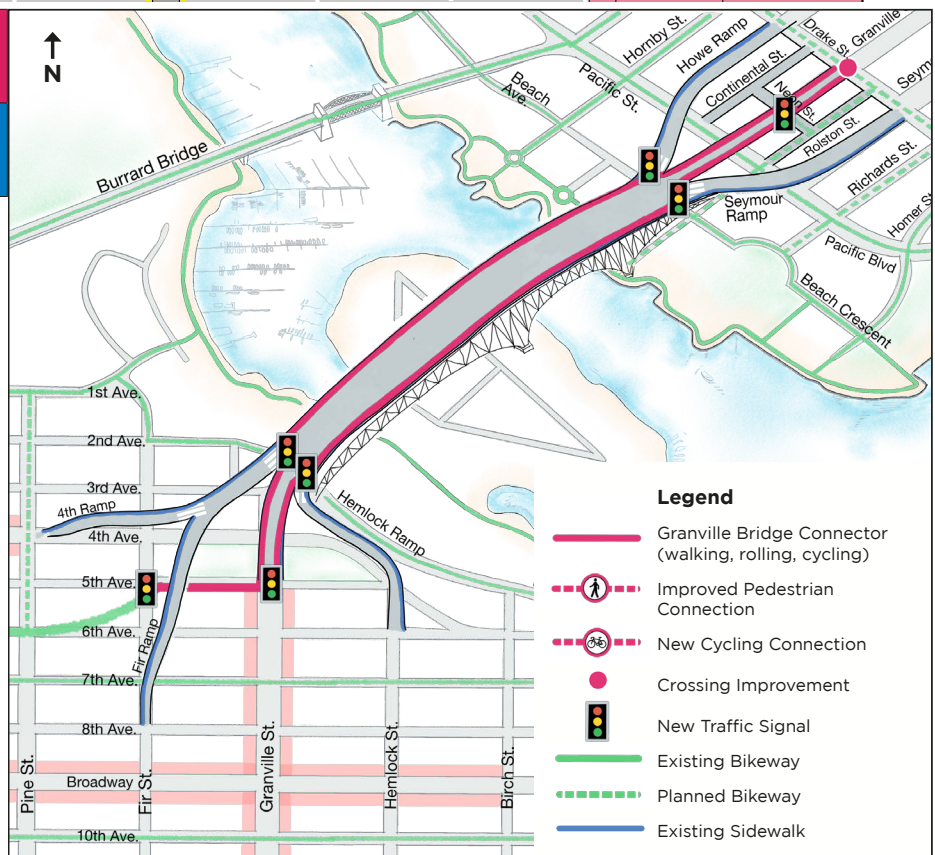 N
Burrard Bridge
Beach
Ave.
Pacific St.
Hornby St.
Howe Ramp
Continental St.
Drake St.
Granville
Seym
Neon St.
Rolston St.
Richards St.
Homer St
Seymour
Ramp
Pacific Blvd
Beach Crescent
1st Ave.
2nd Ave.
3rd Ave.
4th Ramp
4th Ave.
5th Ave.
6th Ave.
Fir Ramp
7th Ave.
8th Ave.
Broadway
10th Ave.
Hemlock Ramp
Pine St.
Fir St.
Granville St.
Hemlock St.
Birch St.
Legend
Granville Bridge Connector
(walking, rolling, cycling)
Improved Pedestrian
Connection
New Cycling Connection
Crossing Improvement
New Traffic Signal
Existing Bikeway
Planned Bikeway
Existing Sidewalk